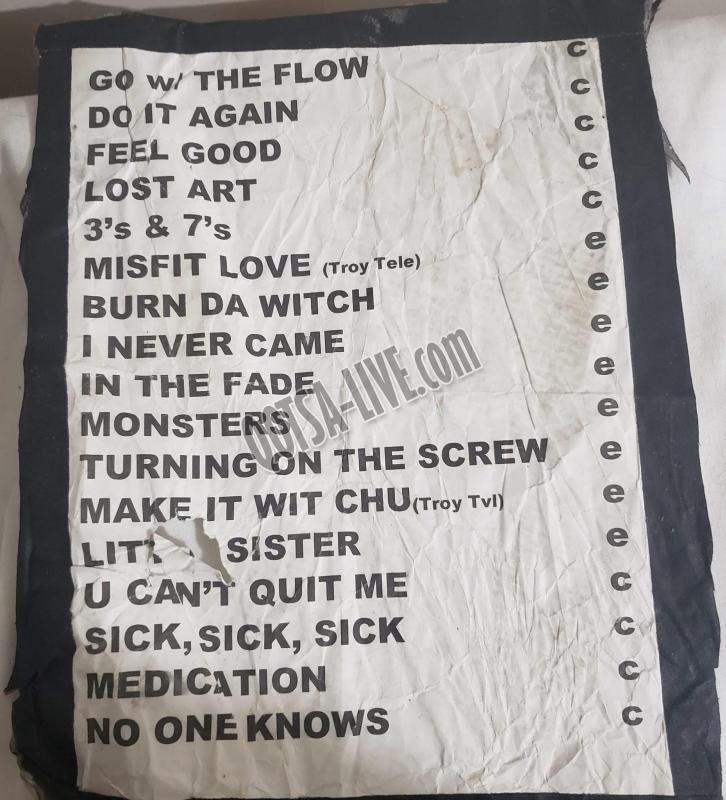 GO w/ THE FLOW c
DO IT AGAIN c
FEEL GOOD c
LOST ART c
3's & 7's c
MISFIT LOVE (Troy Tele) e
BURN DA WITCH e
I NEVER CAME e
IN THE FADE e
QOTSA-LIVE.com
MONSTERS e
TURNING ON THE SCREW e
MAKE IT WIT CHU(Troy Tvl) e
LITTLE SISTER e
U CAN'T QUIT ME c
SICK, SICK, SICK c
MEDICATION c
NO ONE KNOWS c